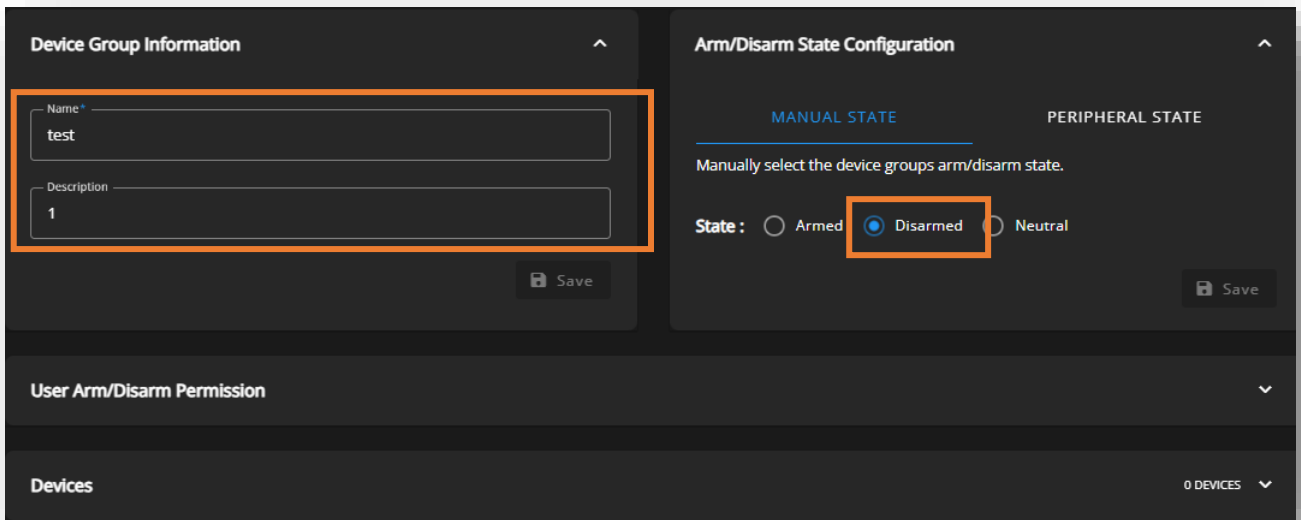 Device Group Information
Name*
test
Description
1
Save
Arm/Disarm State Configuration
MANUAL STATE PERIPHERAL STATE
Manually select the device groups arm/disarm state.
State : Armed Disarmed Neutral
Save
User Arm/Disarm Permission
Devices 0 DEVICES